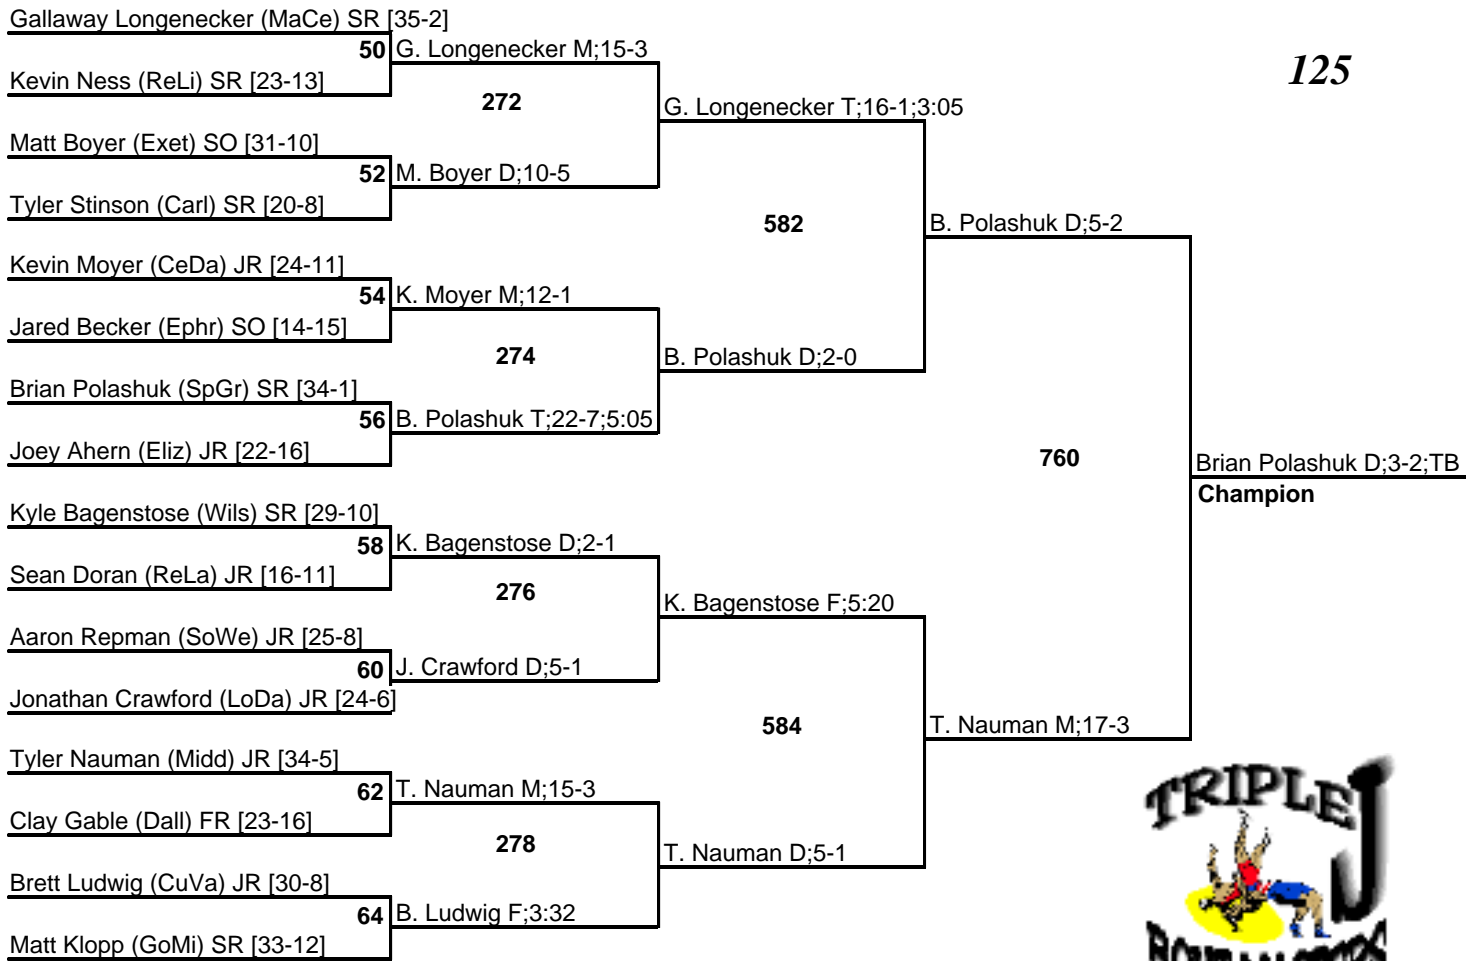 Gallaway Longenecker (MaCe) SR [35-2]
50 G. Longenecker M;15-3
Kevin Ness (ReLi) SR [23-13]
125
272
G. Longenecker T;16-1;3:05
Matt Boyer (Exet) SO [31-10]
52 M. Boyer D;10-5
Tyler Stinson (Carl) SR [20-8]
582
B. Polashuk D;5-2
Kevin Moyer (CeDa) JR [24-11]
54 K. Moyer M;12-1
Jared Becker (Ephr) SO [14-15]
274
B. Polashuk D;2-0
Brian Polashuk (SpGr) SR [34-1]
56 B. Polashuk T;22-7;5:05
Joey Ahern (Eliz) JR [22-16]
760
Brian Polashuk D;3-2;TB
Champion
Kyle Bagenstose (Wils) SR [29-10]
58 K. Bagenstose D;2-1
Sean Doran (ReLa) JR [16-11]
276
K. Bagenstose F;5:20
Aaron Repman (SoWe) JR [25-8]
60 J. Crawford D;5-1
Jonathan Crawford (LoDa) JR [24-6]
584
T. Nauman M;17-3
Tyler Nauman (Midd) JR [34-5]
62 T. Nauman M;15-3
Clay Gable (Dall) FR [23-16]
278
T. Nauman D;5-1
Brett Ludwig (CuVa) JR [30-8]
64 B. Ludwig F;3:32
Matt Klopp (GoMi) SR [33-12]
TRIPLE J